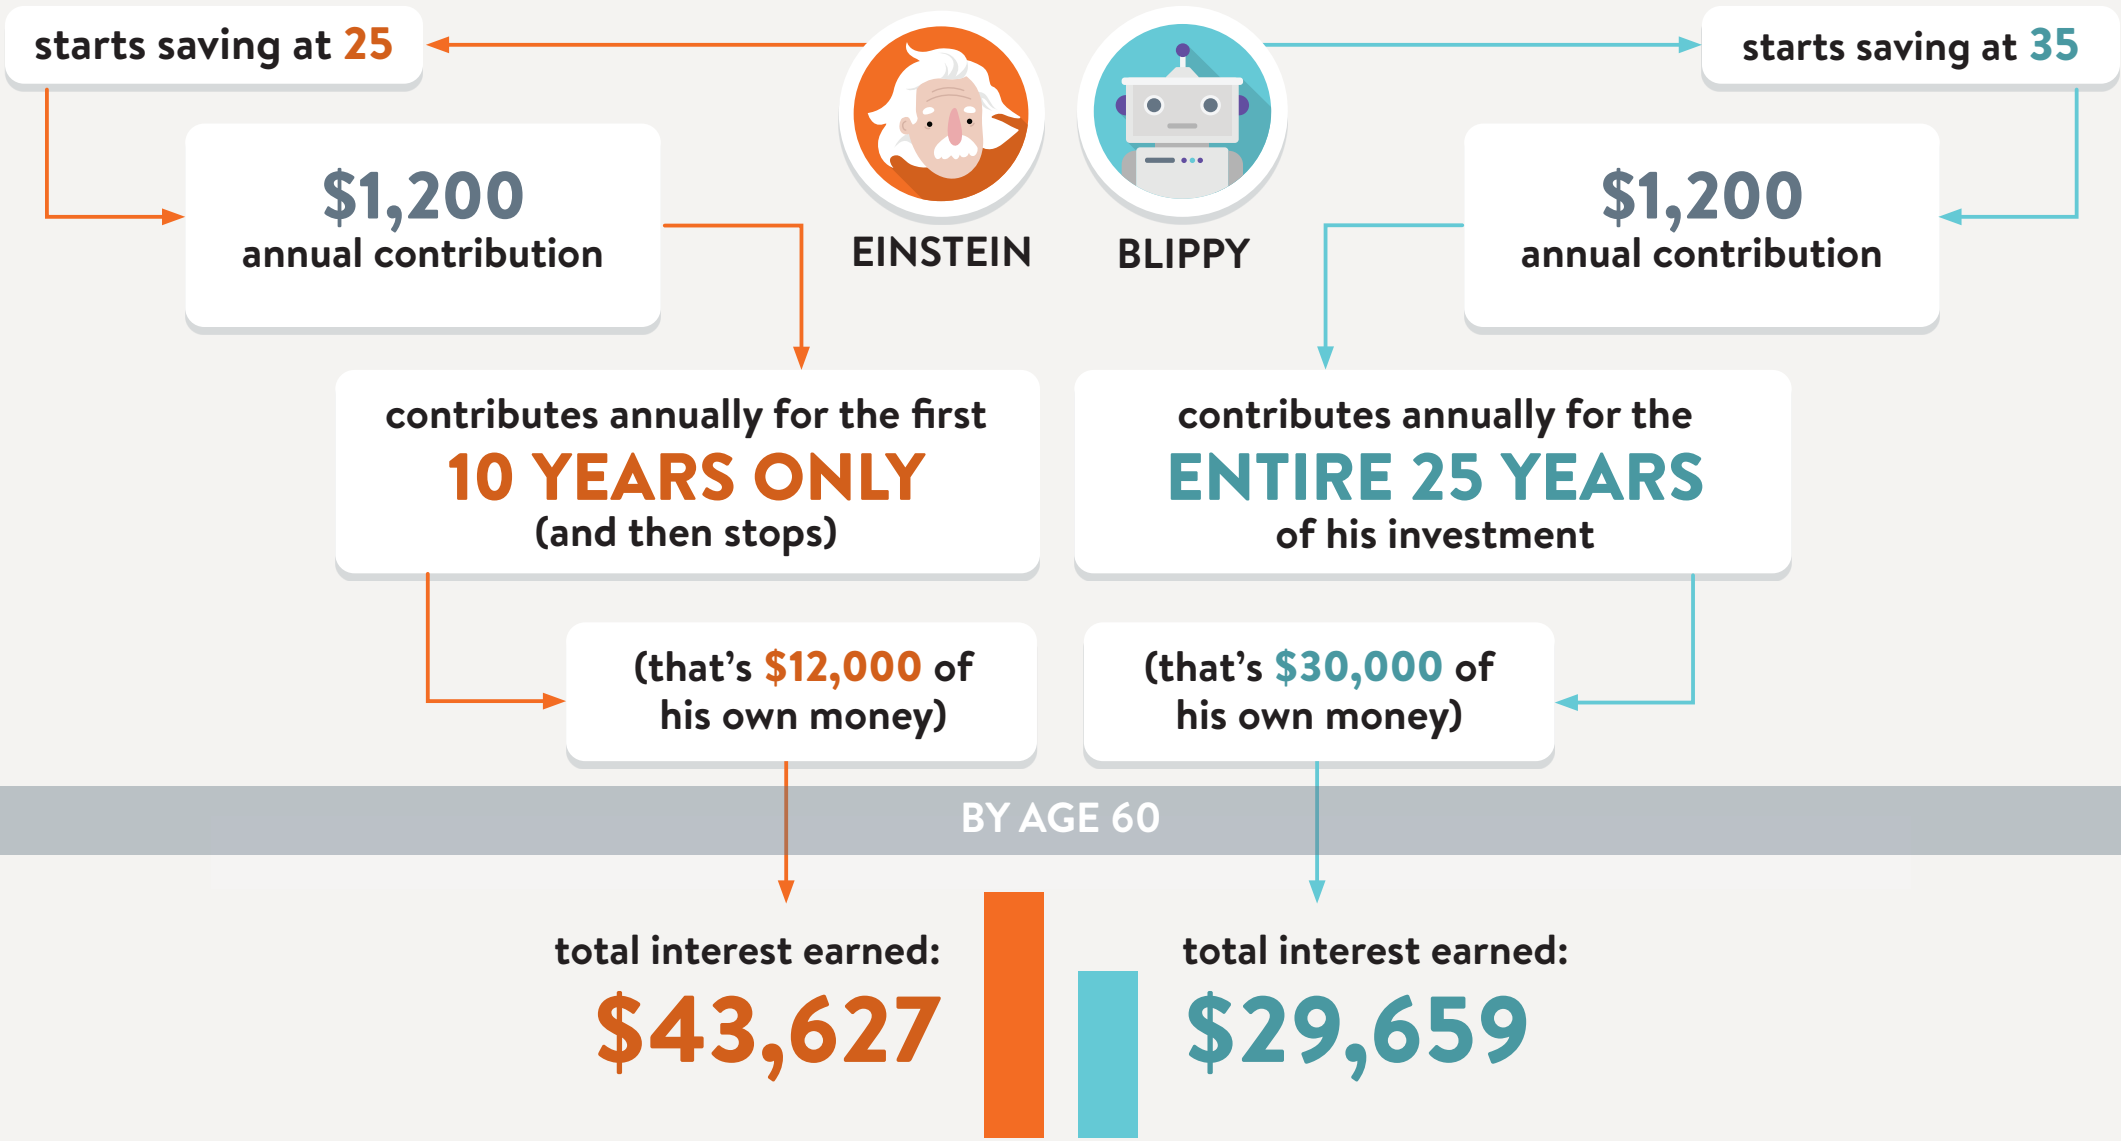 starts saving at 25
$1,200
annual contribution
EINSTEIN
contributes annually for the first
10 YEARS ONLY
(and then stops)
(that’s $12,000 of
his own money)
BLIPPY
starts saving at 35
$1,200
annual contribution
contributes annually for the
ENTIRE 25 YEARS
of his investment
(that’s $30,000 of
his own money)
BY AGE 60
total interest earned:
$43,627
total interest earned:
$29,659